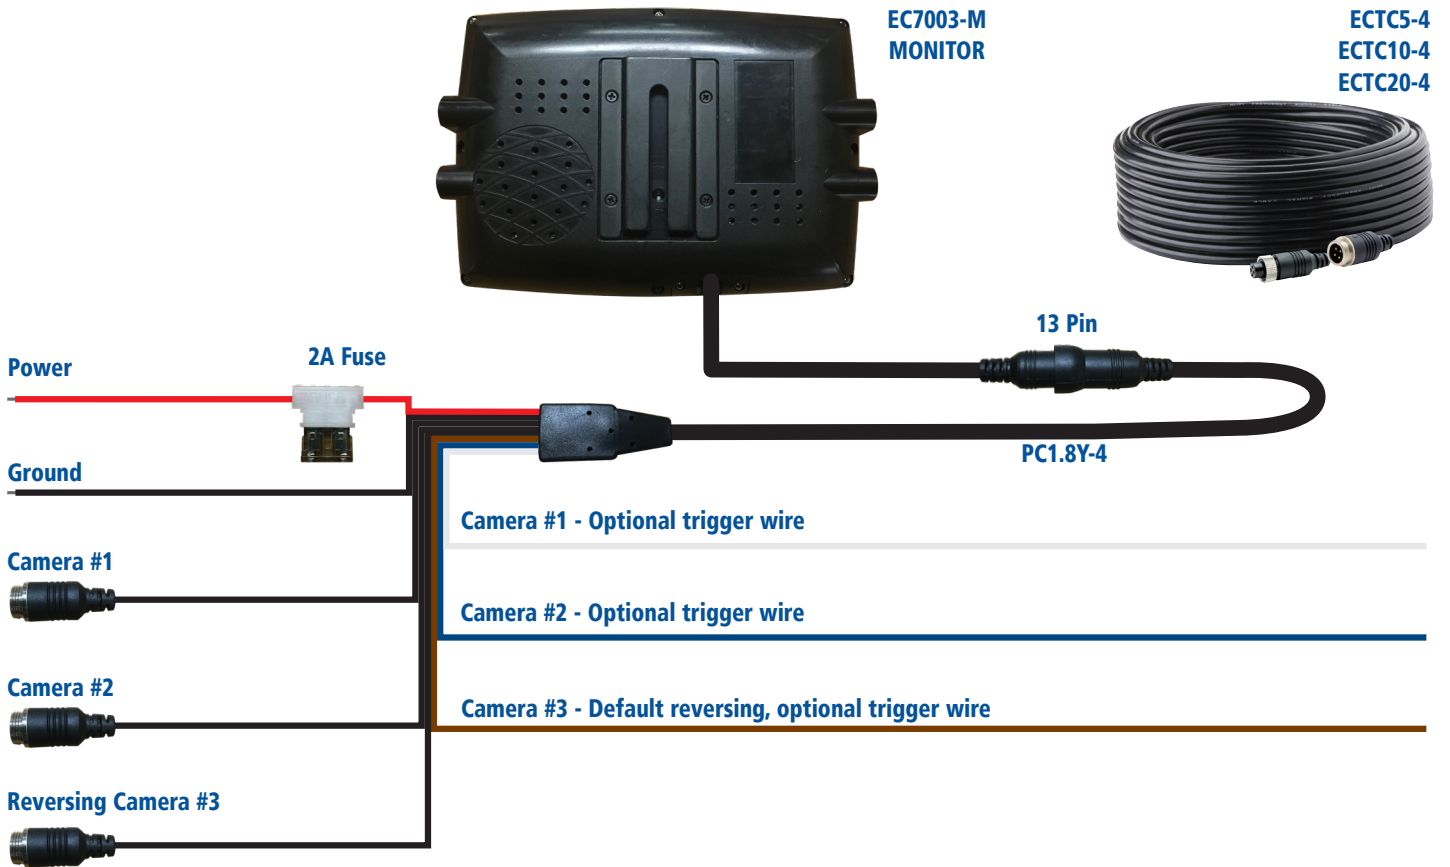 EC7003-M
MONITOR
ECTC5-4
ECTC10-4
ECTC20-4
13 Pin
Power
2A Fuse
PC1.8Y-4
Ground
Camera #1 - Optional trigger wire
Camera #1
Camera #2 - Optional trigger wire
Camera #2
Camera #3 - Default reversing, optional trigger wire
Reversing Camera #3